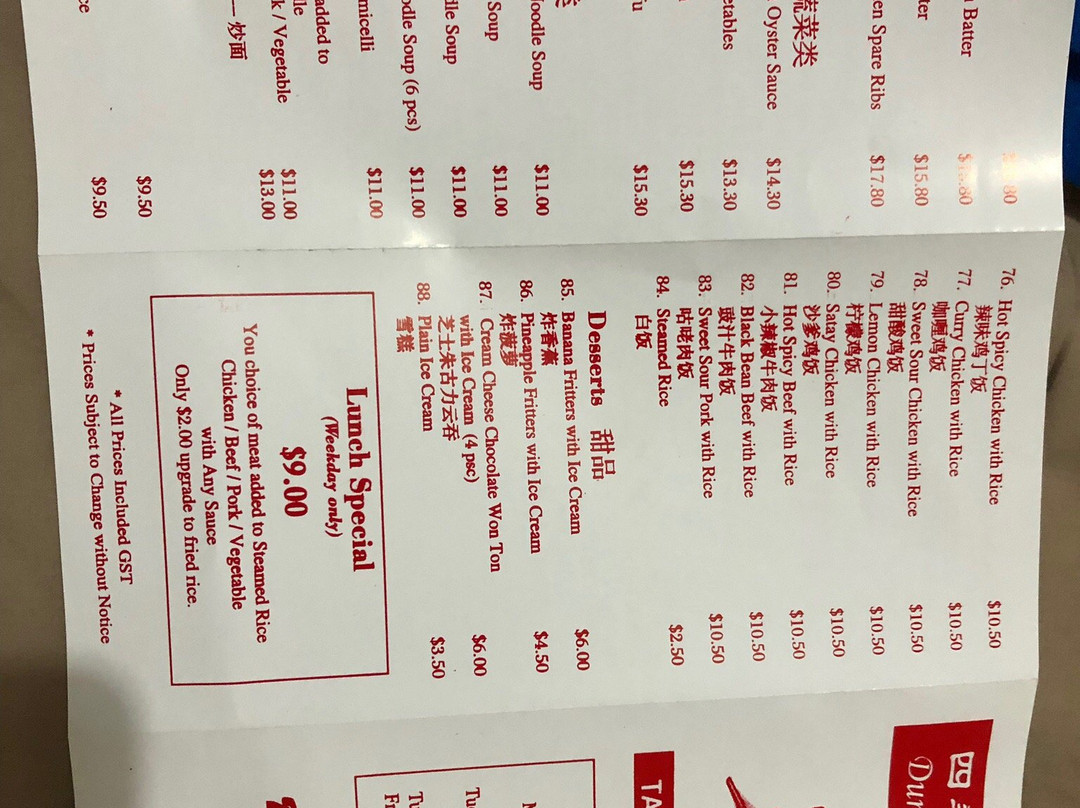 n Batter
$15.80
en Spare Ribs
$17.80
蔬菜类
Oyster Sauce
$14.30
etables
$13.30
$15.30
$15.30
Noodle Soup
$11.00
Soup
$11.00
dle Soup
$11.00
odle Soup (6 pcs)
$11.00
micelli
$11.00
added to
k / Vegetable
$11.00
$13.00
炒面
$9.50
$9.50
76. Hot Spicy Chicken with Rice $10.50
辣味鸡丁饭
77. Curry Chicken with Rice $10.50
咖喱鸡饭
78. Sweet Sour Chicken with Rice $10.50
甜酸鸡饭
79. Lemon Chicken with Rice $10.50
柠檬鸡饭
80. Satay Chicken with Rice $10.50
沙爹鸡饭
81. Hot Spicy Beef with Rice $10.50
小辣椒牛肉饭
82. Black Bean Beef with Rice $10.50
豉汁牛肉饭
83. Sweet Sour Pork with Rice $10.50
咕咾肉饭
84. Steamed Rice $2.50
白饭
Desserts 甜品
85. Banana Fritters with Ice Cream $6.00
炸香蕉
86. Pineapple Fritters with Ice Cream $4.50
炸菠萝
87. Cream Cheese Chocolate Won Ton
with Ice Cream (4 psc) $6.00
芝士朱古力云吞
88. Plain Ice Cream $3.50
雪糕
Lunch Special
(Weekday only)
$9.00
You choice of meat added to Steamed Rice
Chicken / Beef / Pork / Vegetable
with Any Sauce
Only $2.00 upgrade to fried rice.
* All Prices Included GST
* Prices Subject to Change without Notice
四
TA